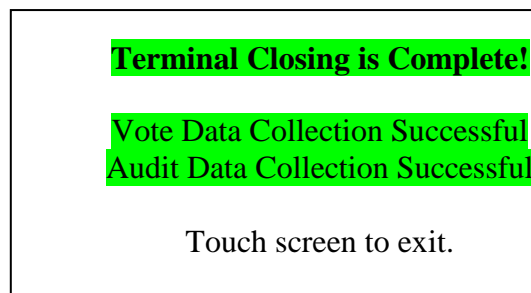 Terminal Closing is Complete!
Vote Data Collection Successful
Audit Data Collection Successful
Touch screen to exit.